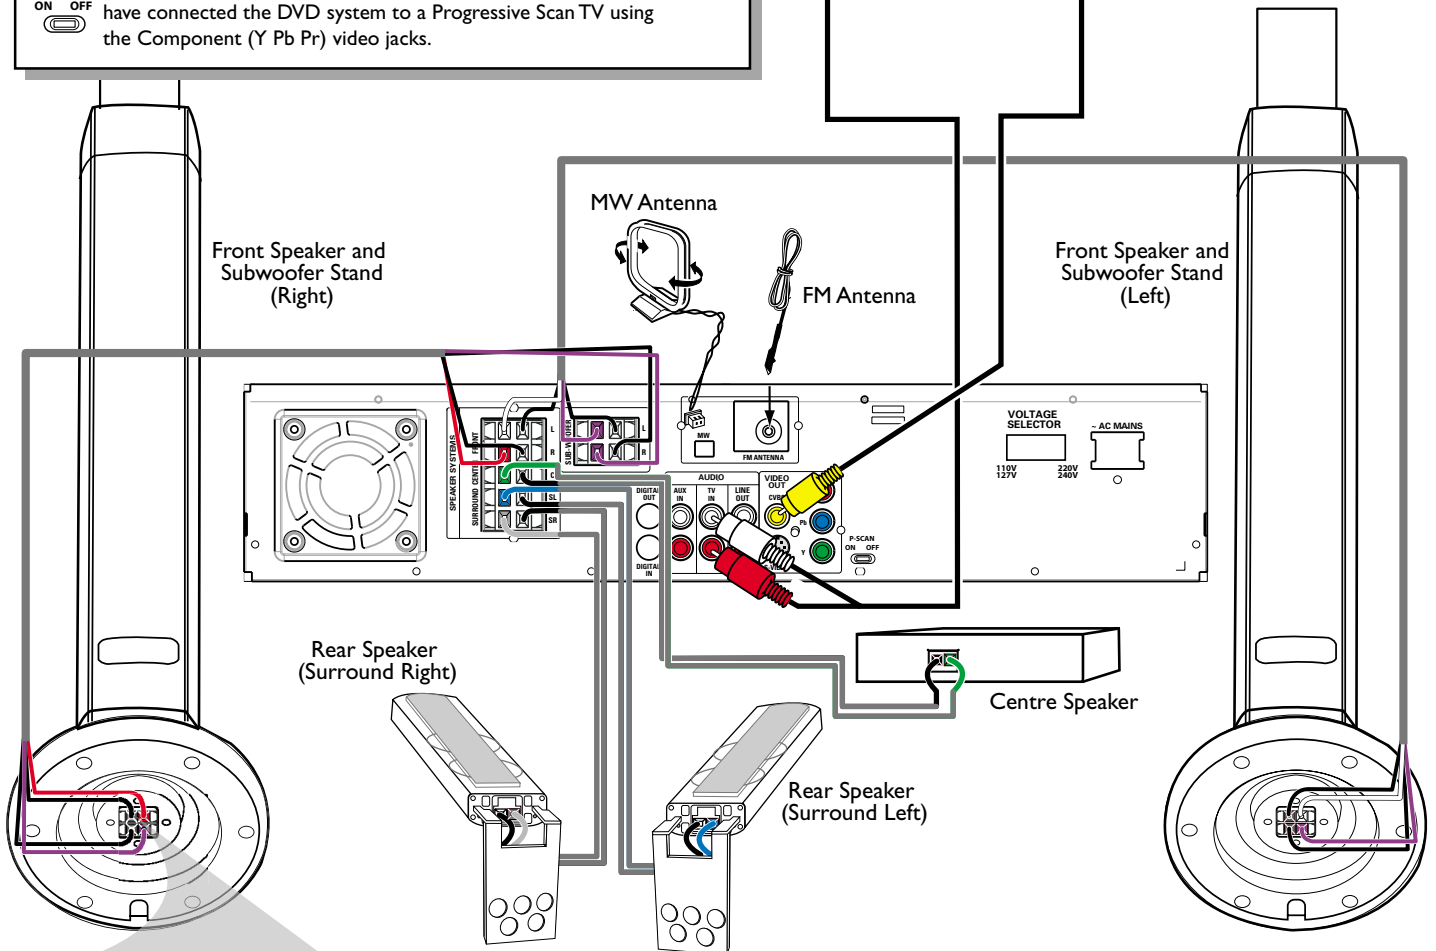 ON OFF
have connected the DVD system to a Progressive Scan TV using
the Component (Y Pb Pr) video jacks.
MW Antenna
Front Speaker and
Subwoofer Stand
(Right)
FM Antenna
Front Speaker and
Subwoofer Stand
(Left)
SPEAKER SYSTEMS
FRONT
CENTER
SURROUND
L
R
C
SL
SR
L
R
MW
FM ANTENNA
AUDIO
DIGITAL
OUT
AUX
IN
TV
IN
LINE
OUT
VIDEO
OUT
Pb
Y
DIGITAL
IN
P-SCAN
ON OFF
VOLTAGE
SELECTOR
110V
127V
220V
240V
~ AC MAINS
Rear Speaker
(Surround Right)
Centre Speaker
Rear Speaker
(Surround Left)